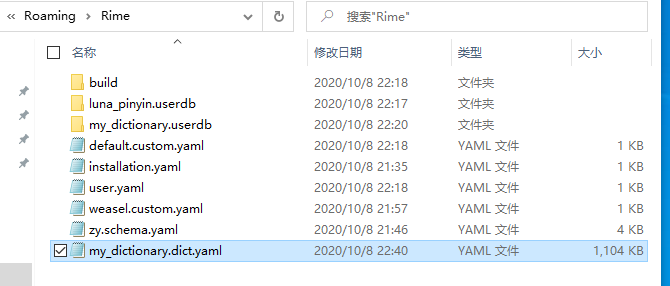 « Roaming › Rime
搜索"Rime"
名称 修改日期 类型 大小
build 2020/10/8 22:18 文件夹
luna_pinyin.userdb 2020/10/8 22:17 文件夹
my_dictionary.userdb 2020/10/8 22:20 文件夹
default.custom.yaml 2020/10/8 22:18 YAML 文件 1 KB
installation.yaml 2020/10/8 21:35 YAML 文件 1 KB
user.yaml 2020/10/8 22:18 YAML 文件 1 KB
weasel.custom.yaml 2020/10/8 21:57 YAML 文件 1 KB
zy.schema.yaml 2020/10/8 21:46 YAML 文件 4 KB
my_dictionary.dict.yaml 2020/10/8 22:40 YAML 文件 1,104 KB